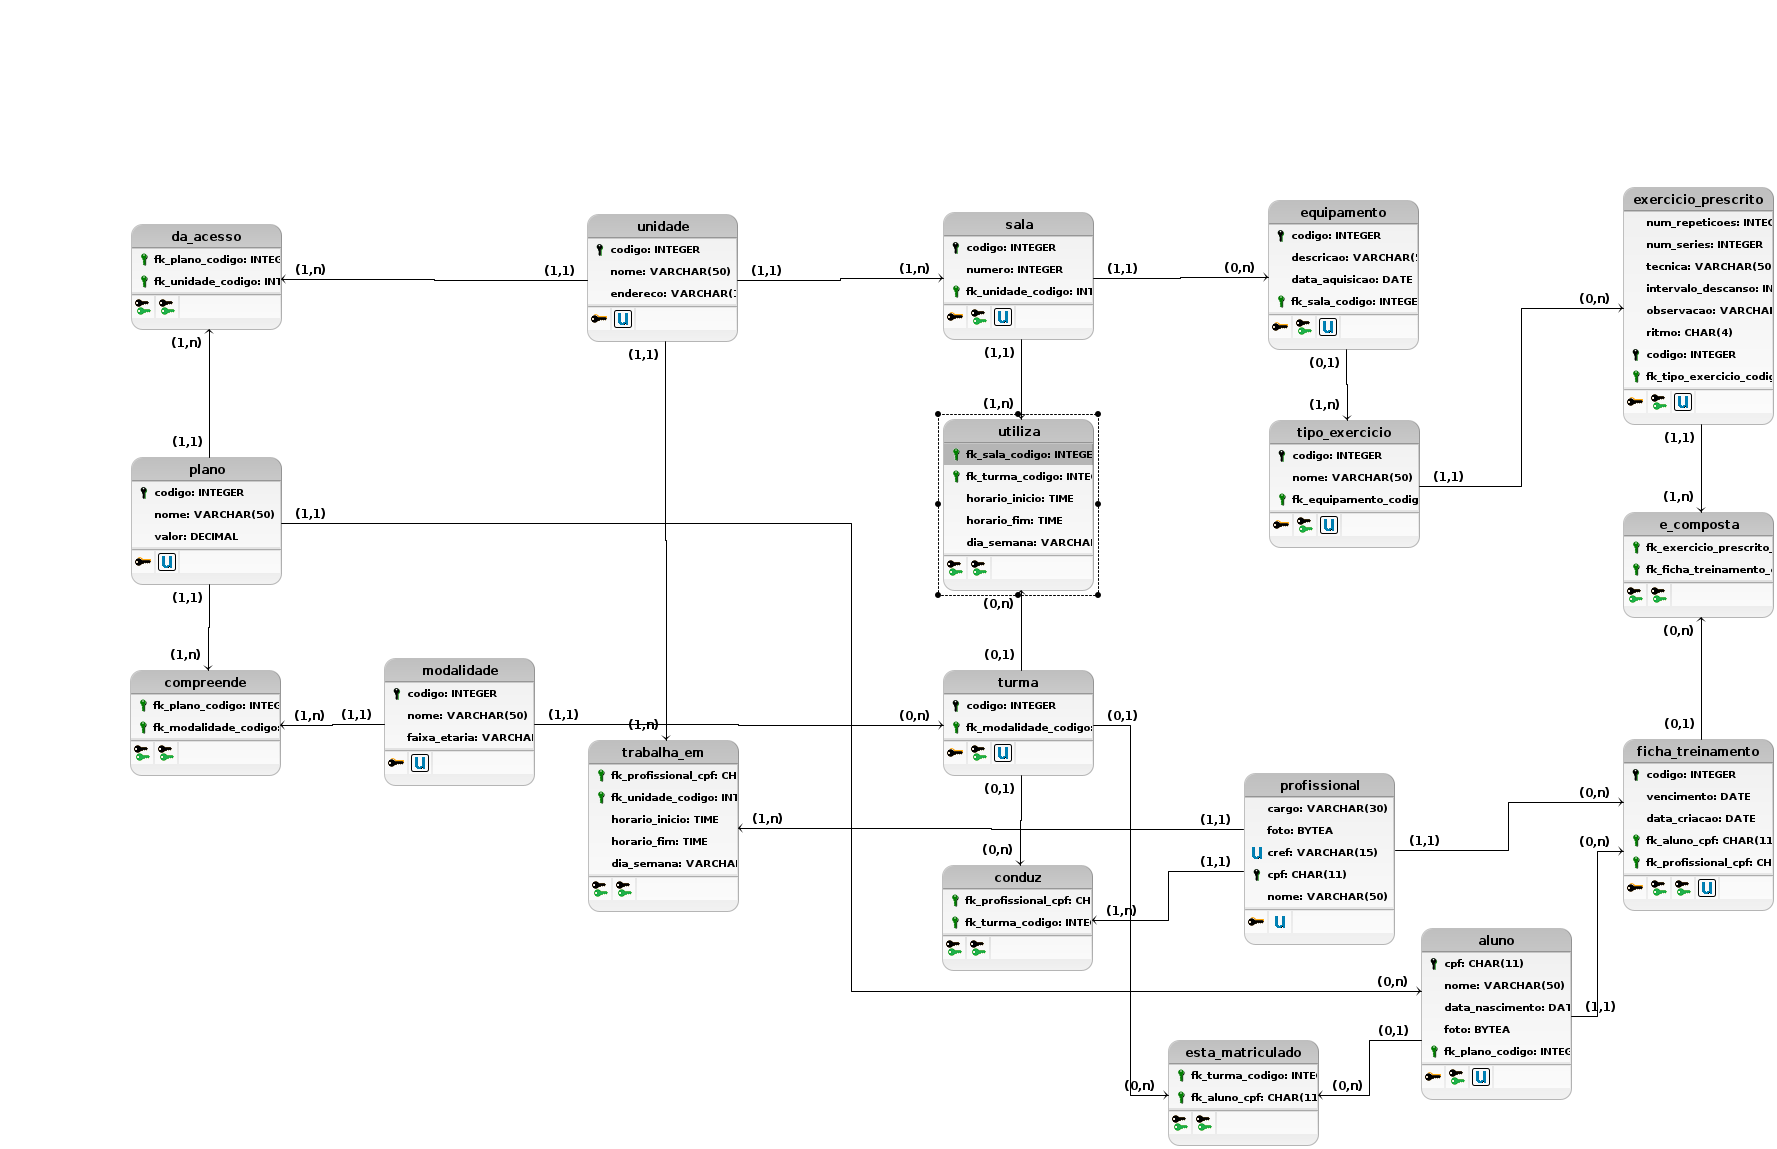 da_acesso
fk_plano_codigo: INTEG
fk_unidade_codigo: INT
(1,n)
(1,1)
unidade
codigo: INTEGER
nome: VARCHAR(50)
endereco: VARCHAR(
(1,1)
(1,n)
sala
codigo: INTEGER
numero: INTEGER
fk_unidade_codigo: INT
(1,1)
(0,n)
equipamento
codigo: INTEGER
descricao: VARCHAR(
data_aquisicao: DATE
fk_sala_codigo: INTEGE
exercicio_prescrito
num_repeticoes: INTEG
num_series: INTEGER
tecnica: VARCHAR(50
intervalo_descanso: IN
observacao: VARCHAI
ritmo: CHAR(4)
codigo: INTEGER
fk_tipo_exercicio_codig
(0,n)
(1,n)
(1,1)
(1,1)
(1,1)
(1,n)
(0,1)
(1,n)
(1,1)
(1,n)
plano
codigo: INTEGER
nome: VARCHAR(50)
valor: DECIMAL
(1,1)
(1,1)
(1,n)
utiliza
fk_sala_codigo: INTEGE
fk_turma_codigo: INTE
horario_inicio: TIME
horario_fim: TIME
dia_semana: VARCHAI
(0,n)
(0,1)
tipo_exercicio
codigo: INTEGER
nome: VARCHAR(50)
fk_equipamento_codig
(1,1)
e_composta
fk_exercicio_prescrito_
fk_ficha_treinamento_
(0,n)
(0,1)
compreende
fk_plano_codigo: INTEG
fk_modalidade_codigo:
(1,n)
(1,1)
modalidade
codigo: INTEGER
nome: VARCHAR(50)
faixa_etaria: VARCHAI
(1,1)
(1,n)
(0,n)
trabalha_em
fk_profissional_cpf: CH
fk_unidade_codigo: INT
horario_inicio: TIME
horario_fim: TIME
dia_semana: VARCHAI
(1,n)
turma
codigo: INTEGER
fk_modalidade_codigo:
(0,1)
(0,1)
(0,n)
conduz
fk_profissional_cpf: CH
fk_turma_codigo: INTE
(1,n)
(1,1)
(1,1)
profissional
cargo: VARCHAR(30)
foto: BYTEA
u cref: VARCHAR(15)
cpf: CHAR(11)
nome: VARCHAR(50)
(1,1)
(0,n)
(0,n)
ficha_treinamento
codigo: INTEGER
vencimento: DATE
data_criacao: DATE
fk_aluno_cpf: CHAR(11
fk_profissional_cpf: CH
(0,n)
aluno
cpf: CHAR(11)
nome: VARCHAR(50)
data_nascimento: DAT
foto: BYTEA
fk_plano_codigo: INTEG
(1,1)
(0,1)
(0,n)
(0,n)
esta_matriculado
fk_turma_codigo: INTE
fk_aluno_cpf: CHAR(11